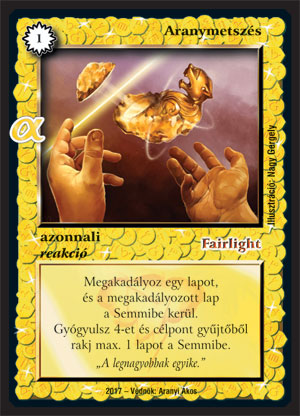 Aranymetszés
1
α
Illusztráció: Nagy Gergely
azonnali
reakció
Fairlight
Megakadályoz egy lapot,
és a megakadályozott lap
a Semmibe kerül.
Gyógyulsz 4-et és célpont gyűjtőből
rakj max. 1 lapot a Semmibe.
„A legnagyobbak egyike.”
2017 – Védnök: Aranyi Ákos